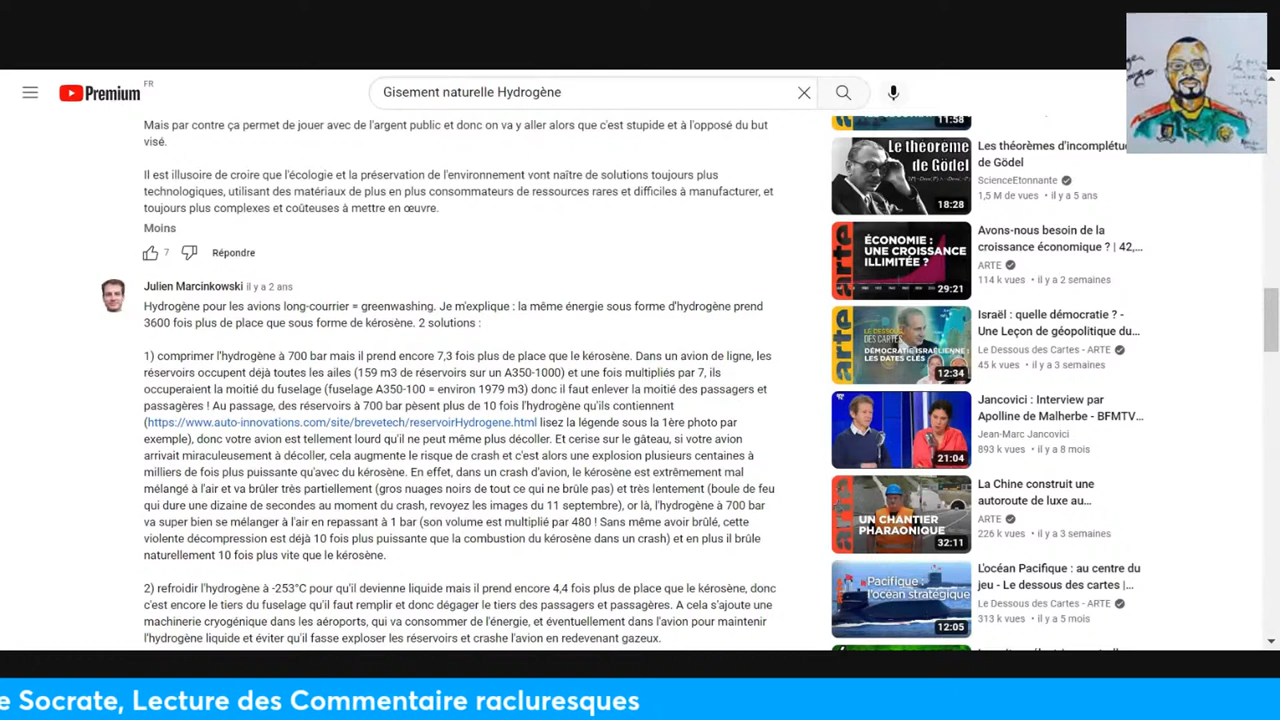 FR
Premium
Gisement naturelle Hydrogène
Mais par contre ça permet de jouer avec de l'argent public et donc on va y aller alors que c'est stupide et à l'opposé du but
visé.
Il est illusoire de croire que l'écologie et la préservation de l'environnement vont naître de solutions toujours plus
technologiques, utilisant des matériaux de plus en plus consommateurs de ressources rares et difficiles à manufacturer, et
toujours plus complexes et coûteuses à mettre en œuvre.
Moins
7
Répondre
Julien Marcinkowski il y a 2 ans
Hydrogène pour les avions long-courrier = greenwashing. Je m'explique : la même énergie sous forme d'hydrogène prend
3600 fois plus de place que sous forme de kérosène. 2 solutions :
1) comprimer l'hydrogène à 700 bar mais il prend encore 7,3 fois plus de place que le kérosène. Dans un avion de ligne, les
réservoirs occupent déjà toutes les ailes (159 m3 de réservoirs sur un A350-1000) et une fois multipliés par 7, ils
occuperaient la moitié du fuselage (fuselage A350-100 = environ 1979 m3) donc il faut enlever la moitié des passagers et
passagères ! Au passage, des réservoirs à 700 bar pèsent plus de 10 fois l'hydrogène qu'ils contiennent
(https://www.auto-innovations.com/site/brevetech/reservoirHydrogene.html lisez la légende sous la 1ère photo par
exemple), donc votre avion est tellement lourd qu'il ne peut même plus décoller. Et cerise sur le gâteau, si votre avion
arrivait miraculeusement à décoller, cela augmente le risque de crash et c'est alors une explosion plusieurs centaines à
milliers de fois plus puissante qu'avec du kérosène. En effet, dans un crash d'avion, le kérosène est extrêmement mal
mélangé à l'air et va brûler très partiellement (gros nuages noirs de tout ce qui ne brûle pas) et très lentement (boule de feu
qui dure une dizaine de secondes au moment du crash, revoyez les images du 11 septembre), or là, l'hydrogène à 700 bar
va super bien se mélanger à l'air en repassant à 1 bar (son volume est multiplié par 480 ! Sans même avoir brûlé, cette
violente décompression est déjà 10 fois plus puissante que la combustion du kérosène dans un crash) et en plus il brûle
naturellement 10 fois plus vite que le kérosène.
2) refroidir l'hydrogène à -253°C pour qu'il devienne liquide mais il prend encore 4,4 fois plus de place que le kérosène, donc
c'est encore le tiers du fuselage qu'il faut remplir et donc dégager le tiers des passagers et passagères. A cela s'ajoute une
machinerie cryogénique dans les aéroports, qui va consommer de l'énergie, et éventuellement dans l'avion pour maintenir
l'hydrogène liquide et éviter qu'il fasse exploser les réservoirs et crashe l'avion en redevenant gazeux.
11:58
Le théorème
de Gödel
18:28
Les théorèmes d'incomplétu
de Gödel
ScienceEtonnante
1,5 M de vues • il y a 5 ans
arte
ÉCONOMIE :
UNE CROISSANCE
ILLIMITÉE ?
29:21
Avons-nous besoin de la
croissance économique ? | 42,...
ARTE
114 k vues • il y a 2 semaines
LE DESSOUS
DES CARTES
DÉMOCRATIE ISRAÉLIENNE :
LES DATES CLÉS
12:34
Israël : quelle démocratie ? -
Une Leçon de géopolitique du...
Le Dessous des Cartes - ARTE
45 k vues • il y a 3 semaines
21:04
Jancovici : Interview par
Apolline de Malherbe - BFMTV...
Jean-Marc Jancovici
893 k vues • il y a 8 mois
arte
UN CHANTIER
PHARAONIQUE
32:11
La Chine construit une
autoroute de luxe au...
ARTE
226 k vues • il y a 3 semaines
Pacifique :
l'océan stratégique
12:05
L'océan Pacifique : au centre du
jeu - Le dessous des cartes |...
Le Dessous des Cartes - ARTE
313 k vues • il y a 5 mois
e Socrate, Lecture des Commentaire racluresques